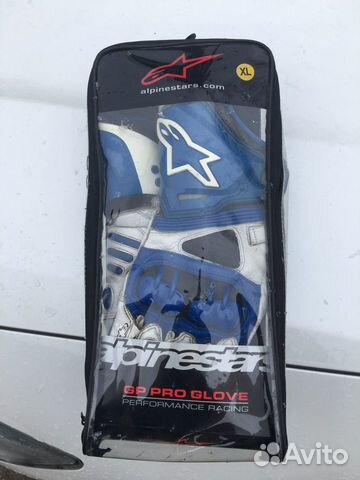 XL
alpinestars.com
alpinestars
GP PRO GLOVE
PERFORMANCE RACING
Avito